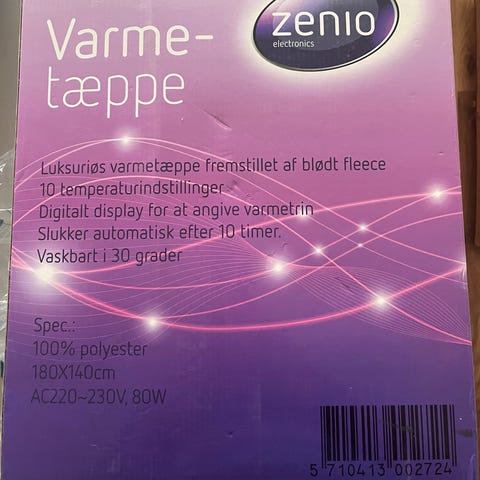 Varme-
tæppe
zenio
electronics
Luksuriøs varmetæppe fremstillet af blødt fleece
10 temperaturindstillinger
Digitalt display for at angive varmetrin
Slukker automatisk efter 10 timer.
Vaskbart i 30 grader
Spec.:
100% polyester
180X140cm
AC220~230V, 80W
5 710413 002724